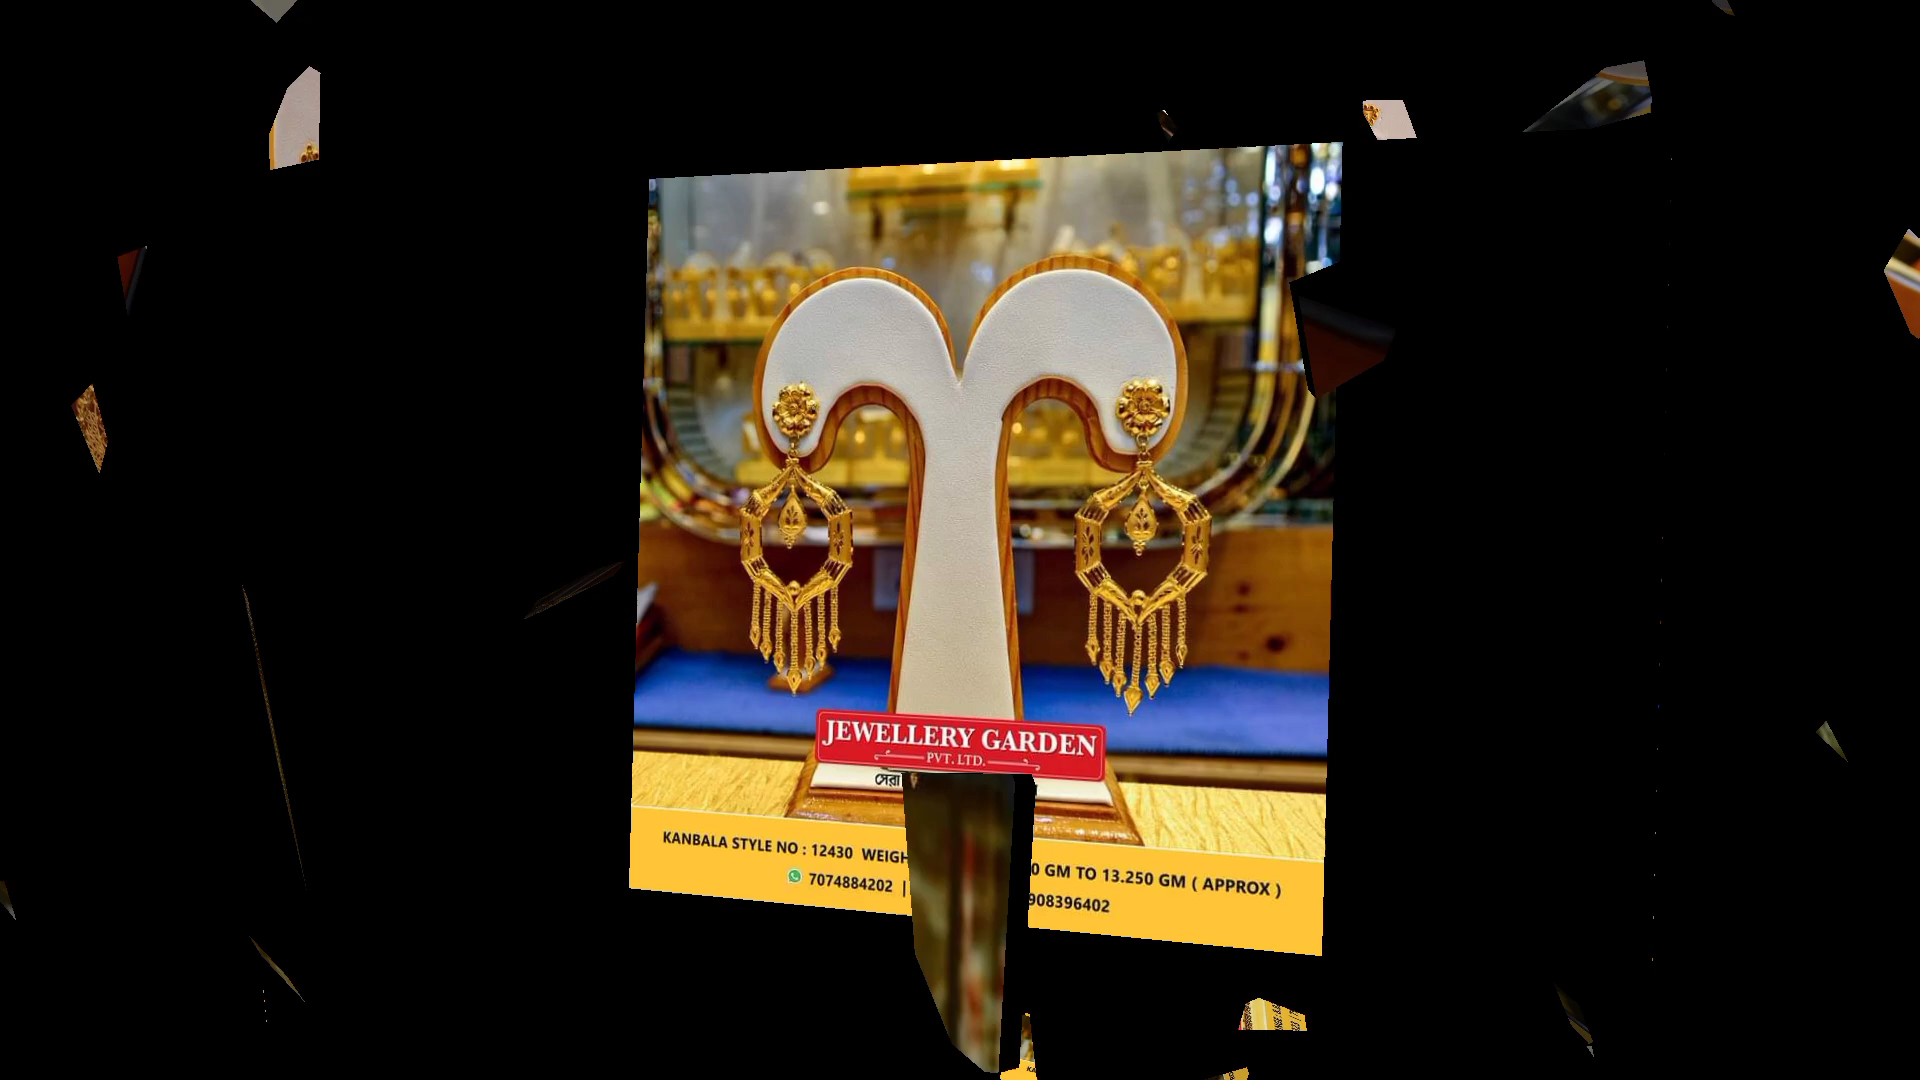 JEWELLERY GARDEN
PVT. LTD.
সেরা
KANBALA STYLE NO : 12430 WEIGH
0 GM TO 13.250 GM ( APPROX )
7074884202 |
908396402